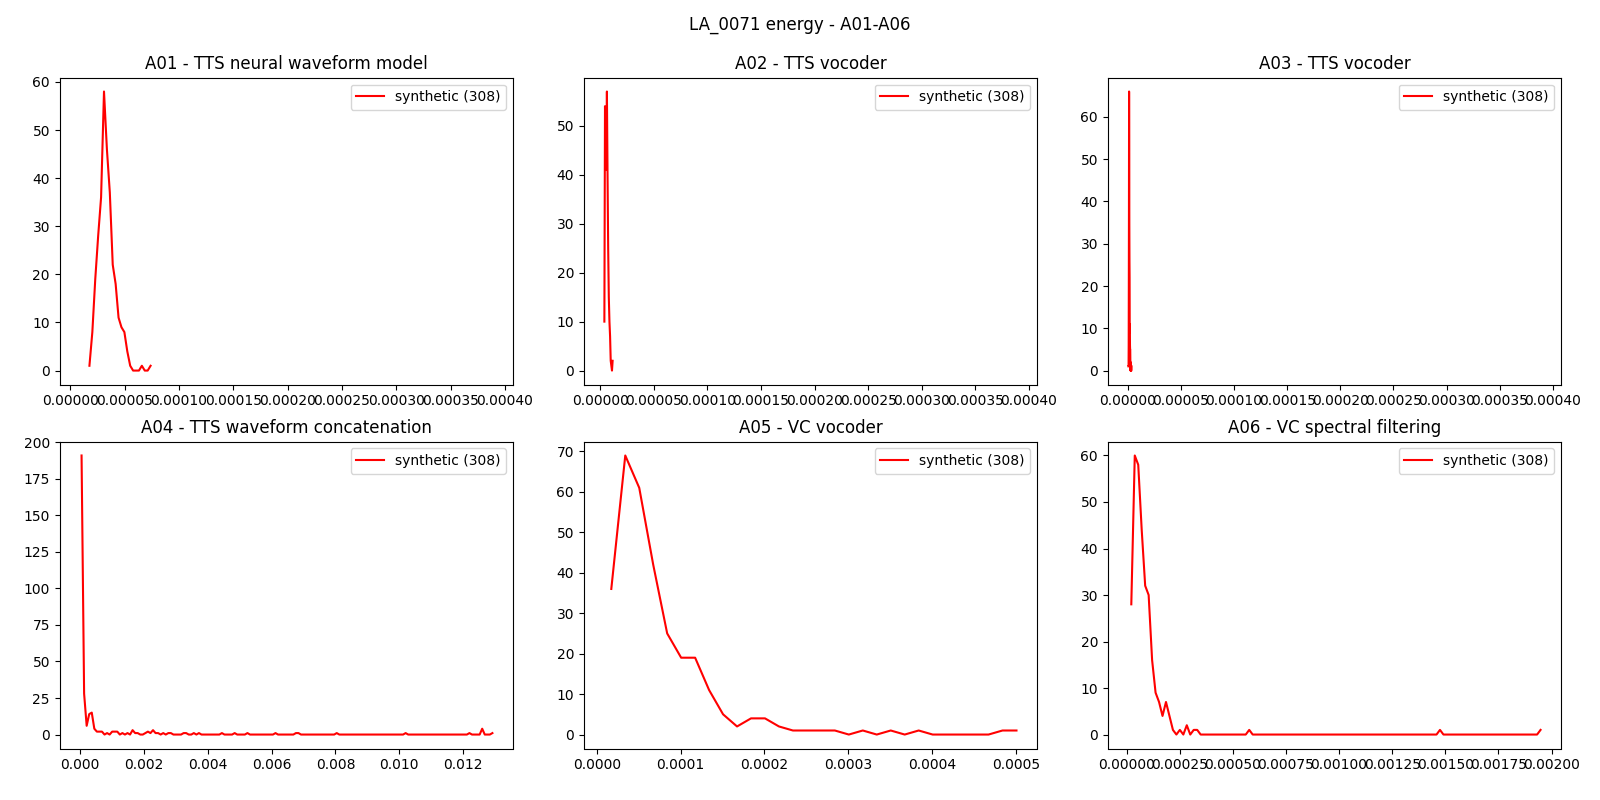 LA_0071 energy - A01-A06
A01 - TTS neural waveform model
synthetic (308)
60
50
40
30
20
10
0
0.00000 0.00005 0.00010 0.00015 0.00020 0.00025 0.00030 0.00035 0.00040
A02 - TTS vocoder
synthetic (308)
50
40
30
20
10
0
0.00000 0.00005 0.00010 0.00015 0.00020 0.00025 0.00030 0.00035 0.00040
A03 - TTS vocoder
synthetic (308)
60
50
40
30
20
10
0
0.00000 0.00005 0.00010 0.00015 0.00020 0.00025 0.00030 0.00035 0.00040
A04 - TTS waveform concatenation
synthetic (308)
200
175
150
125
100
75
50
25
0
0.000 0.002 0.004 0.006 0.008 0.010 0.012
A05 - VC vocoder
synthetic (308)
70
60
50
40
30
20
10
0
0.0000 0.0001 0.0002 0.0003 0.0004 0.0005
A06 - VC spectral filtering
synthetic (308)
60
50
40
30
20
10
0
0.00000 0.00025 0.00050 0.00075 0.00100 0.00125 0.00150 0.00175 0.00200